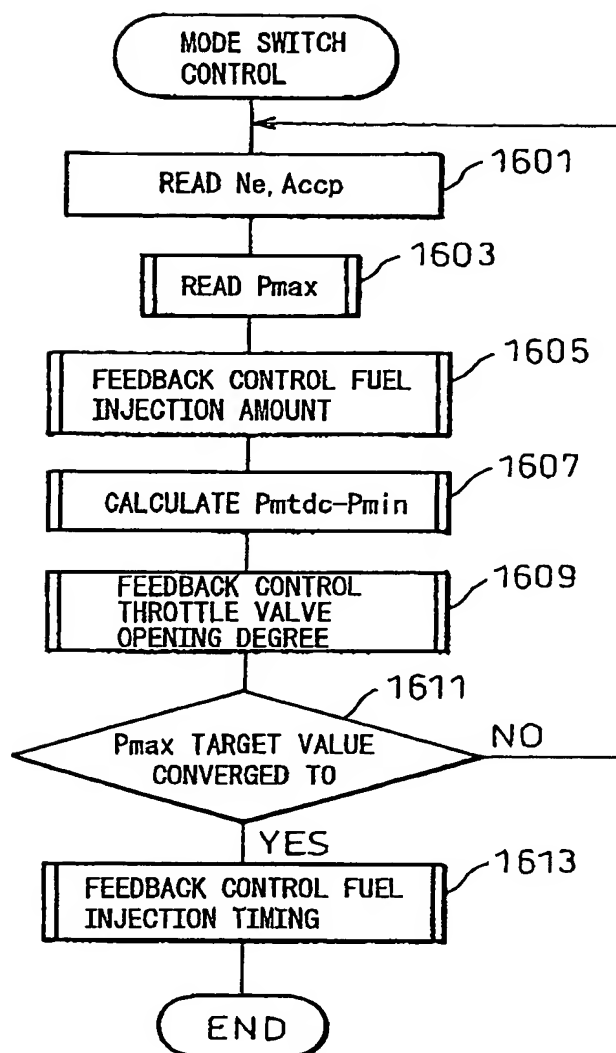 MODE SWITCH
CONTROL
READ Ne, Accp
1601
READ Pmax
1603
FEEDBACK CONTROL FUEL
INJECTION AMOUNT
1605
CALCULATE Pmtdc-Pmin
1607
FEEDBACK CONTROL
THROTTLE VALVE
OPENING DEGREE
1609
1611
Pmax TARGET VALUE
CONVERGED TO
NO
YES
FEEDBACK CONTROL FUEL
INJECTION TIMING
1613
END